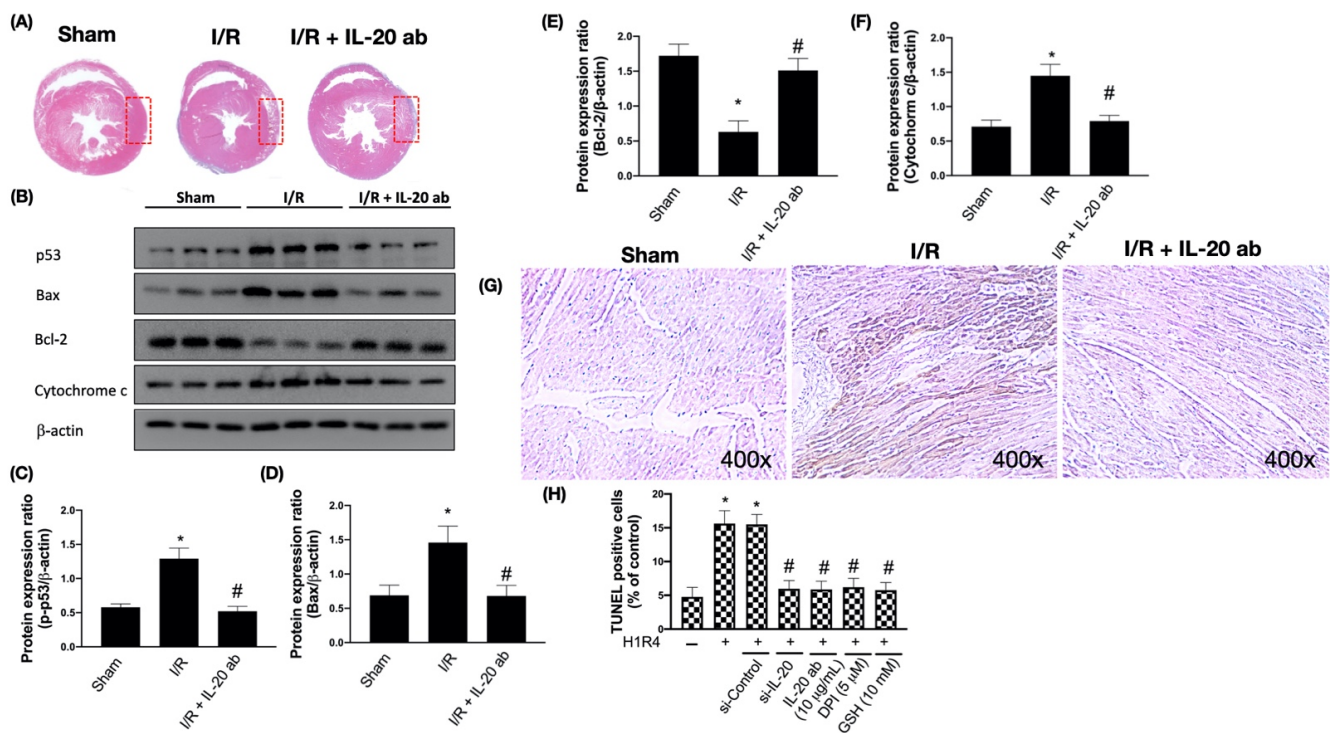 (A)
Sham
I/R
I/R + IL-20 ab
(B)
Sham
I/R
I/R + IL-20 ab
p53
Bax
Bcl-2
Cytochrome c
β-actin
(C)
Protein expression ratio
(p-p53/β-actin)
2.0
1.5
1.0
0.5
0.0
*
#
Sham
I/R
I/R + IL-20 ab
(D)
Protein expression ratio
(Bax/β-actin)
2.0
1.5
1.0
0.5
0.0
*
#
Sham
I/R
I/R + IL-20 ab
(E)
Protein expression ratio
(Bcl-2/β-actin)
2.0
1.5
1.0
0.5
0.0
*
#
Sham
I/R
I/R + IL-20 ab
(F)
Protein expression ratio
(Cytochorm c/β-actin)
2.0
1.5
1.0
0.5
0.0
*
#
Sham
I/R
I/R + IL-20 ab
(G)
Sham
I/R
I/R + IL-20 ab
400x
400x
400x
(H)
TUNEL positive cells
(% of control)
20
15
10
5
0
* * # # # #
H1R4 − + + + + + +
si-Control
si-IL-20
IL-20 ab
(10 μg/mL)
DPI (5 μM)
GSH (10 mM)